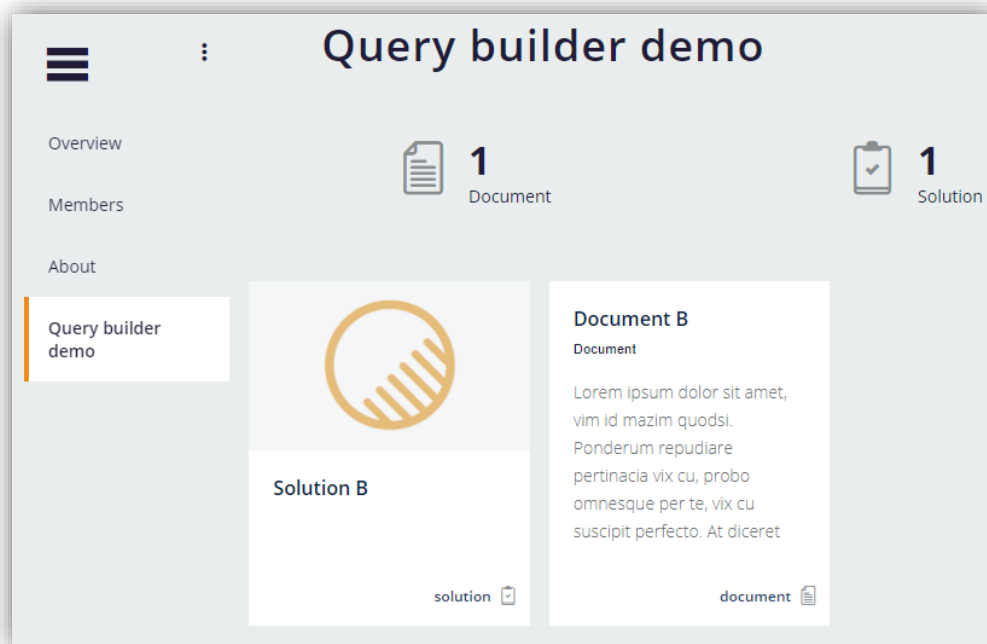 Query builder demo
Overview
Members
About
Query builder
demo
1
Document
1
Solution
Solution B
solution
Document B
Document
Lorem ipsum dolor sit amet,
vim id mazim quodsi.
Ponderum repudiare
pertinacia vix cu, probo
omnesque per te, vix cu
suscipit perfecto. At diceret
document